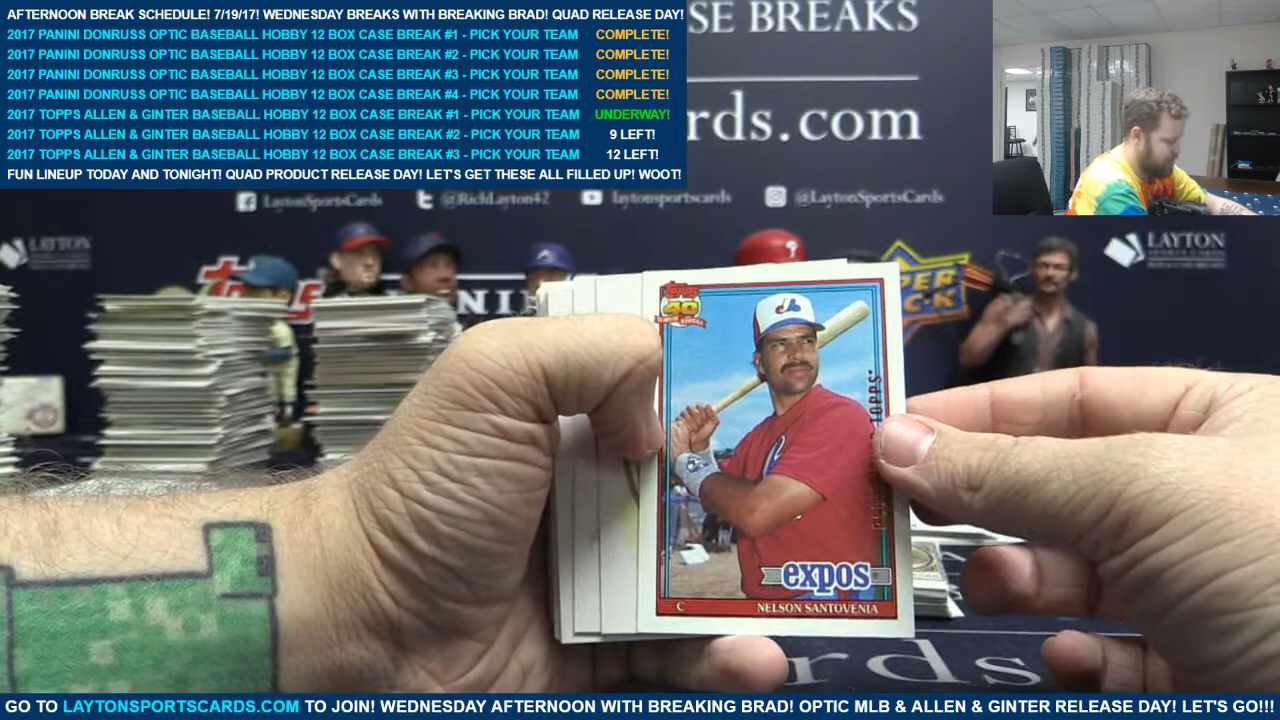 AFTERNOON BREAK SCHEDULE! 7/19/17! WEDNESDAY BREAKS WITH BREAKING BRAD! QUAD RELEASE DAY!
2017 PANINI DONRUSS OPTIC BASEBALL HOBBY 12 BOX CASE BREAK #1 - PICK YOUR TEAM COMPLETE!
2017 PANINI DONRUSS OPTIC BASEBALL HOBBY 12 BOX CASE BREAK #2 - PICK YOUR TEAM COMPLETE!
2017 PANINI DONRUSS OPTIC BASEBALL HOBBY 12 BOX CASE BREAK #3 - PICK YOUR TEAM COMPLETE!
2017 PANINI DONRUSS OPTIC BASEBALL HOBBY 12 BOX CASE BREAK #4 - PICK YOUR TEAM COMPLETE!
2017 TOPPS ALLEN & GINTER BASEBALL HOBBY 12 BOX CASE BREAK #1 - PICK YOUR TEAM UNDERWAY!
2017 TOPPS ALLEN & GINTER BASEBALL HOBBY 12 BOX CASE BREAK #2 - PICK YOUR TEAM 9 LEFT!
2017 TOPPS ALLEN & GINTER BASEBALL HOBBY 12 BOX CASE BREAK #3 - PICK YOUR TEAM 12 LEFT!
FUN LINEUP TODAY AND TONIGHT! QUAD PRODUCT RELEASE DAY! LET'S GET THESE ALL FILLED UP! WOOT!
SE BREAKS
rds.com
LaytonSportsCards @RichLayton42 laytonsportscards @LaytonSportsCards
LAYTON
LAYTON
SPORTS CARDS
TOPPS
40
TOPPS
expos
C NELSON SANTOVENIA
rds.com
GO TO LAYTONSPORTSCARDS.COM TO JOIN! WEDNESDAY AFTERNOON WITH BREAKING BRAD! OPTIC MLB & ALLEN & GINTER RELEASE DAY! LET'S GO!!!